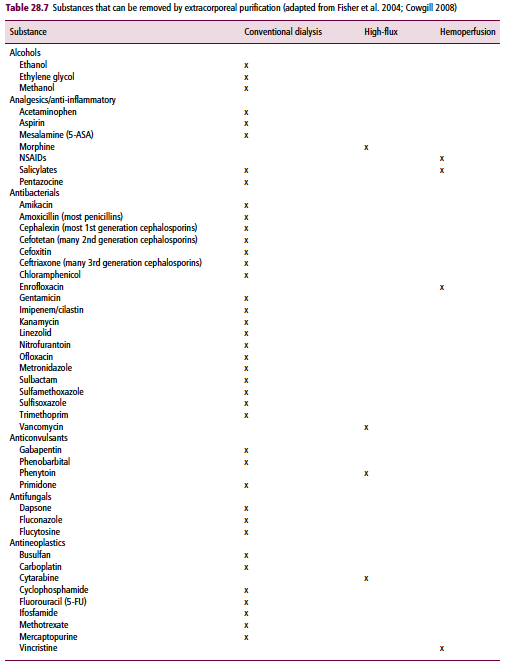 Table 28.7 Substances that can be removed by extracorporeal purification (adapted from Fisher et al. 2004; Cowgill 2008)
Substance Conventional dialysis High-flux Hemoperfusion
Alcohols
Ethanol x
Ethylene glycol x
Methanol x
Analgesics/anti-inflammatory
Acetaminophen x
Aspirin x
Mesalamine (5-ASA) x
Morphine x
NSAIDs x
Salicylates x x
Pentazocine x
Antibacterials
Amikacin x
Amoxicillin (most penicillins) x
Cephalexin (most 1st generation cephalosporins) x
Cefotetan (many 2nd generation cephalosporins) x
Cefoxitin x
Ceftriaxone (many 3rd generation cephalosporins) x
Chloramphenicol x
Enrofloxacin x
Gentamicin x
Imipenem/cilastin x
Kanamycin x
Linezolid x
Nitrofurantoin x
Ofloxacin x
Metronidazole x
Sulbactam x
Sulfamethoxazole x
Sulfisoxazole x
Trimethoprim x
Vancomycin x
Anticonvulsants
Gabapentin x
Phenobarbital x
Phenytoin x
Primidone x
Antifungals
Dapsone x
Fluconazole x
Flucytosine x
Antineoplastics
Busulfan x
Carboplatin x
Cytarabine x
Cyclophosphamide x
Fluorouracil (5-FU) x
Ifosfamide x
Methotrexate x
Mercaptopurine x
Vincristine x